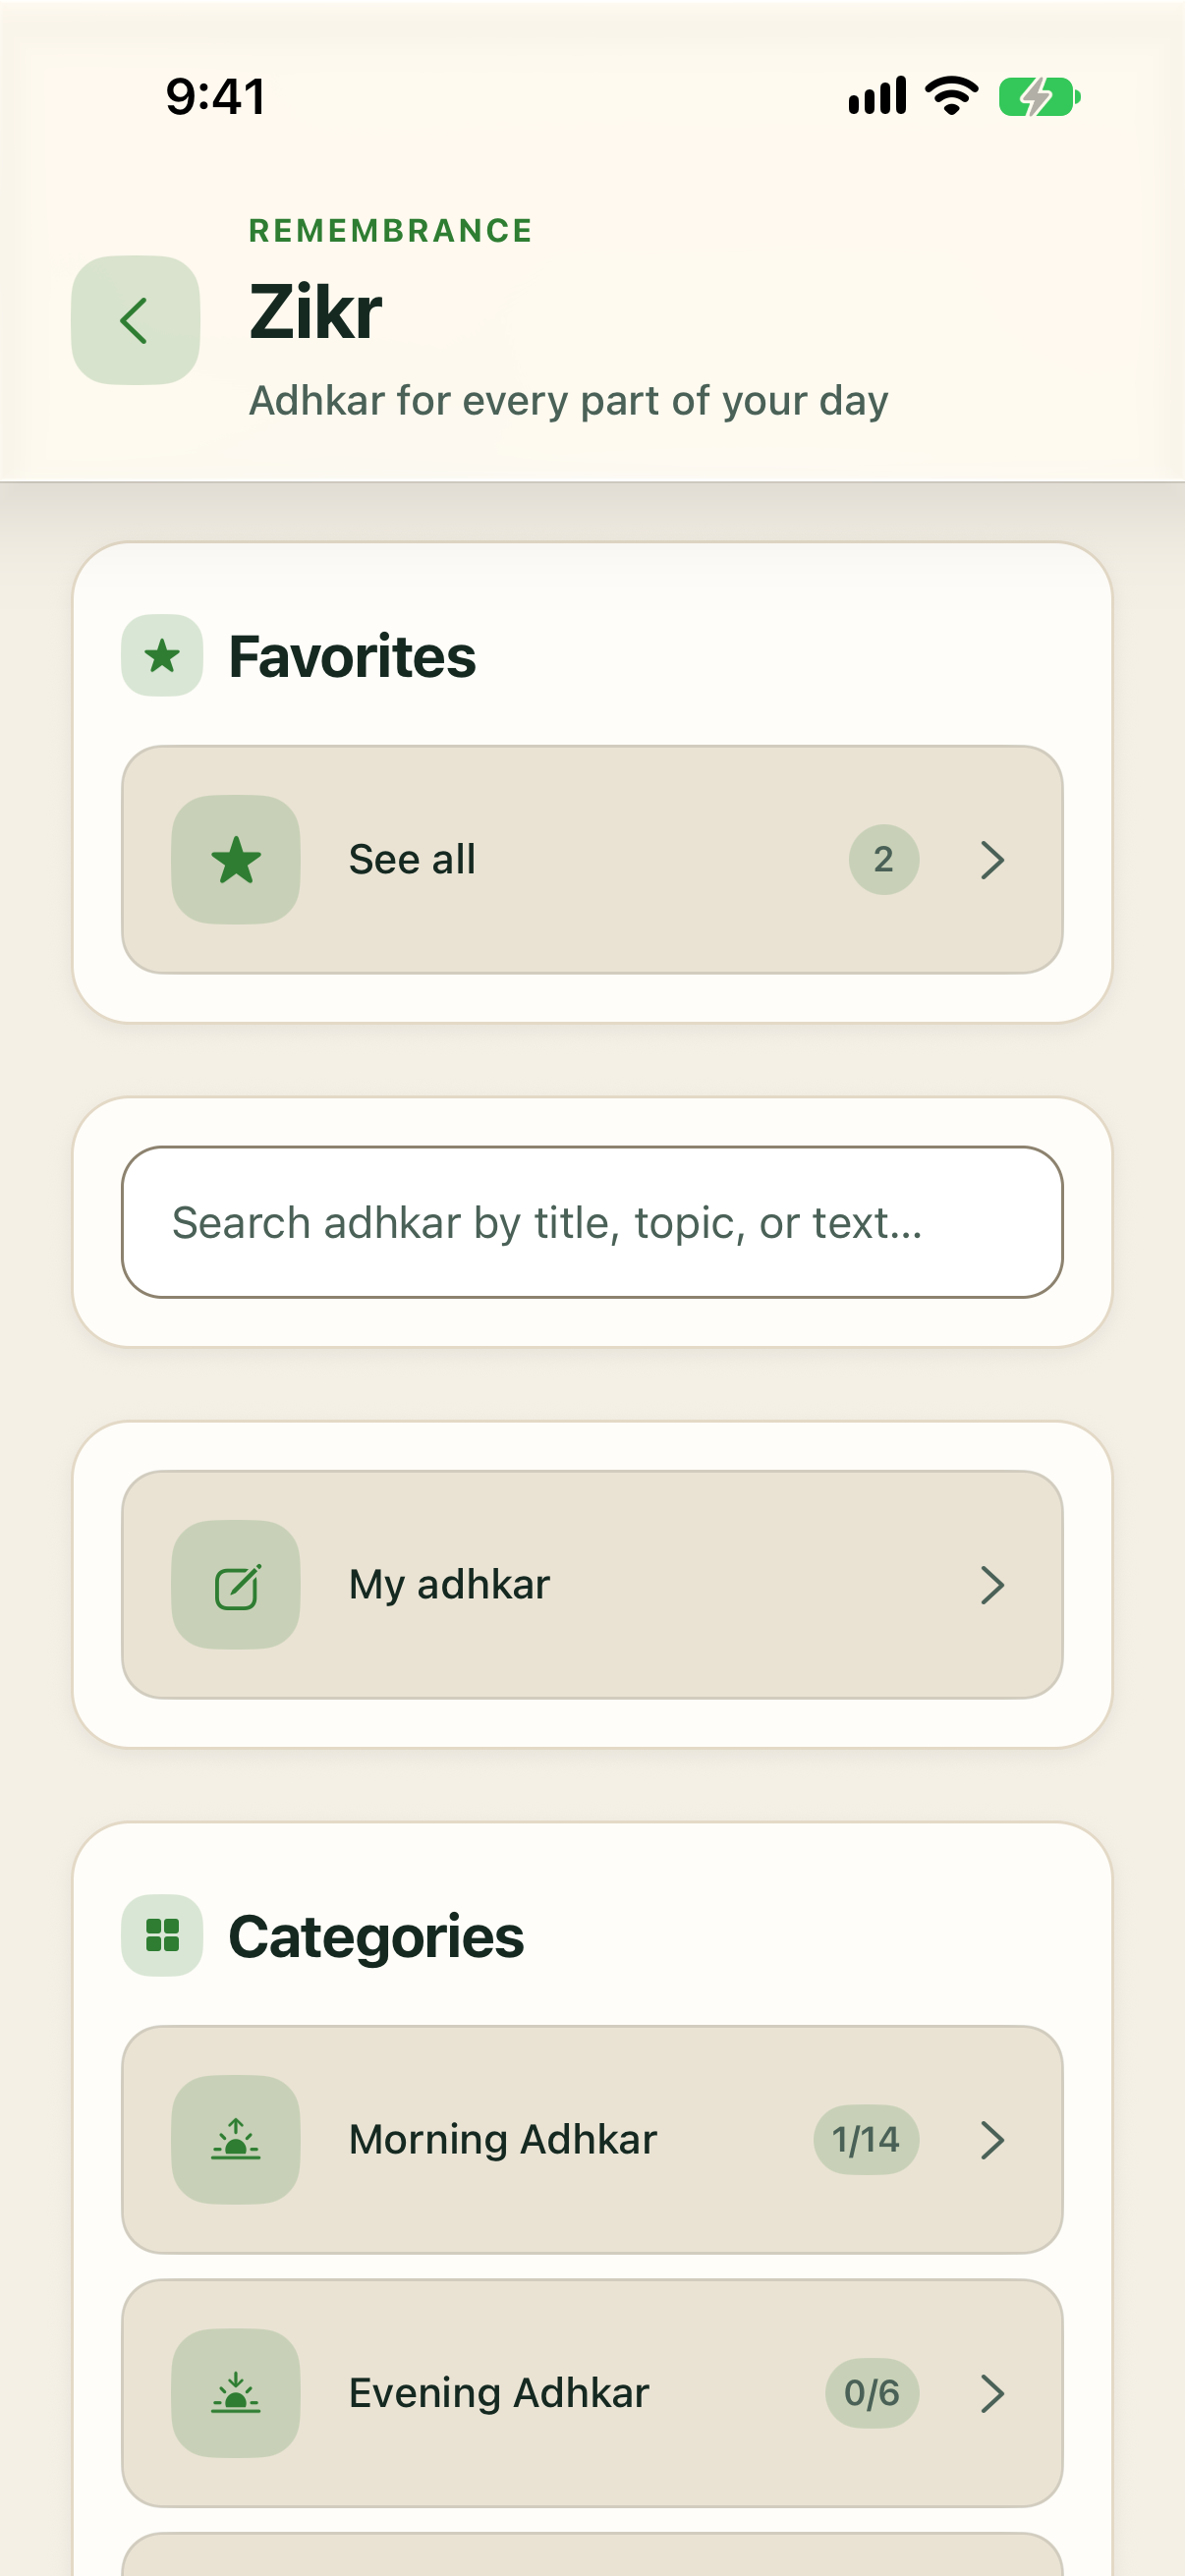 9:41
REMEMBRANCE
Zikr
Adhkar for every part of your day
Favorites
See all 2
Search adhkar by title, topic, or text...
My adhkar
Categories
Morning Adhkar 1/14
Evening Adhkar 0/6